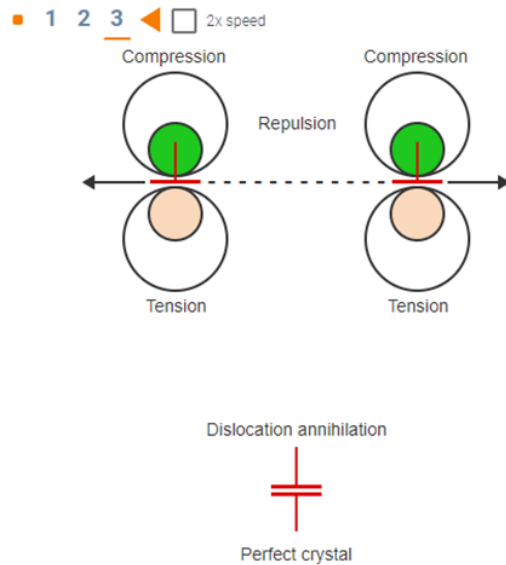 1 2 3 2x speed
Compression Compression
Repulsion
Tension Tension
Dislocation annihilation
Perfect crystal